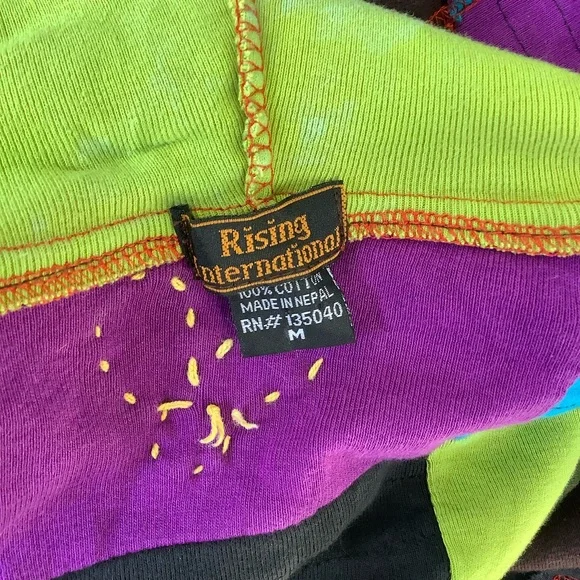 Rising
International
100% COTTON
MADE IN NEPAL
RN# 135040
M